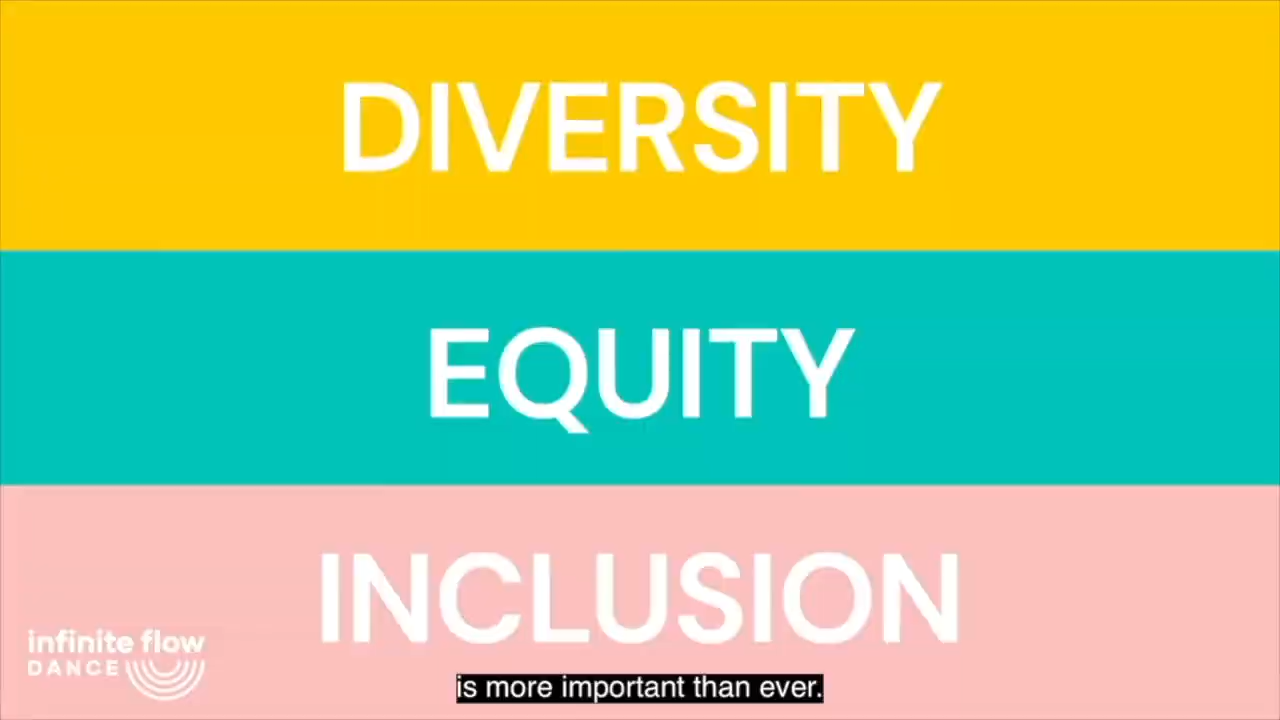 DIVERSITY
EQUITY
INCLUSION
infinite flow
DANCE
is more important than ever.